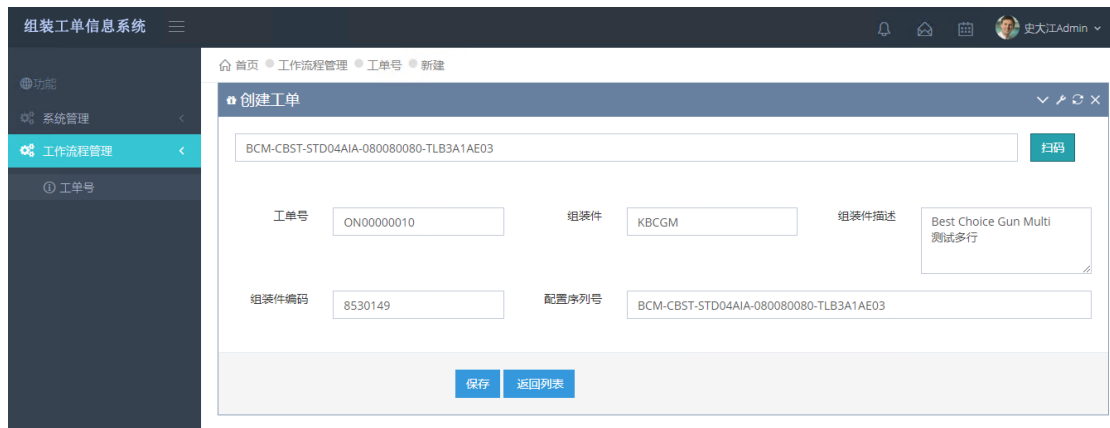 组装工单信息系统
史大江Admin
首页 工作流程管理 工单号 新建
功能
系统管理
工作流程管理
工单号
创建工单
BCM-CBST-STD04AIA-080080080-TLB3A1AE03
扫码
工单号 ON00000010 组装件 KBCGM 组装件描述 Best Choice Gun Multi
测试多行
组装件编码 8530149 配置序列号 BCM-CBST-STD04AIA-080080080-TLB3A1AE03
保存 返回列表